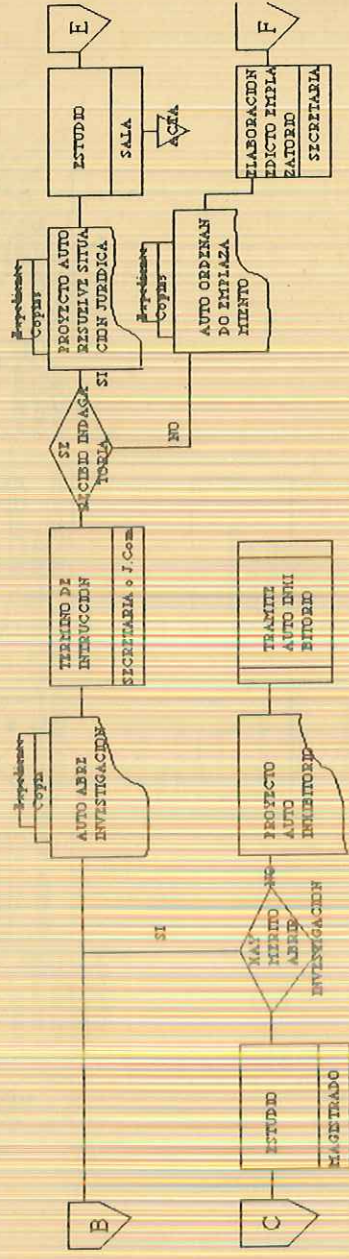 B
Expediente
Copia
AUTO ABRE
INVESTIGACION
TERMINO DE
INTRUCCION
SECRETARIA o J.Com
SE
RECIBIO INDAGA
TORIA
SI
NO
Expediente
Copias
PROYECTO AUTO
RESUELVE SITUA
CION JURIDICA
ESTUDIO
SALA
ACTA
E
Expediente
Copias
AUTO ORDENAN
DO EMPLAZA
MIENTO
ELABORACION
EDICTO EMPLA
ZATORIO
SECRETARIA
F
C
ESTUDIO
MAGISTRADO
SI
HAY
MERITO
ABRIR
INVESTIGACION
NO
PROYECTO
AUTO
INHIBITORIO
TRAMITE
AUTO INHI
BITORIO